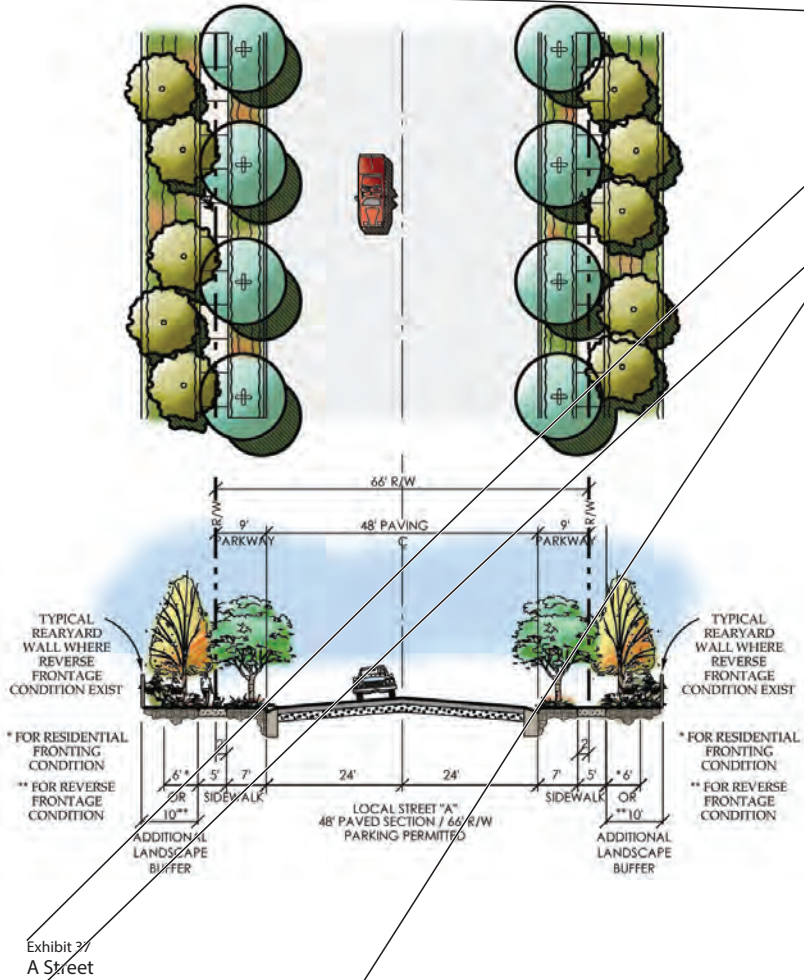 66' R/W
R/W
R/W
9'
48' PAVING
9'
PARKWAY
℄
PARKWAY
TYPICAL
REARYARD
WALL WHERE
REVERSE
FRONTAGE
CONDITION EXIST
TYPICAL
REARYARD
WALL WHERE
REVERSE
FRONTAGE
CONDITION EXIST
* FOR RESIDENTIAL
FRONTING
CONDITION
** FOR REVERSE
FRONTAGE
CONDITION
* FOR RESIDENTIAL
FRONTING
CONDITION
** FOR REVERSE
FRONTAGE
CONDITION
2'
2'
6' *
5'
7'
24'
24'
7'
5'
* 6'
OR
SIDEWALK
SIDEWALK
OR
10'**
**10'
LOCAL STREET "A"
48' PAVED SECTION / 66' R/W
PARKING PERMITTED
ADDITIONAL
LANDSCAPE
BUFFER
ADDITIONAL
LANDSCAPE
BUFFER
Exhibit 37
A Street